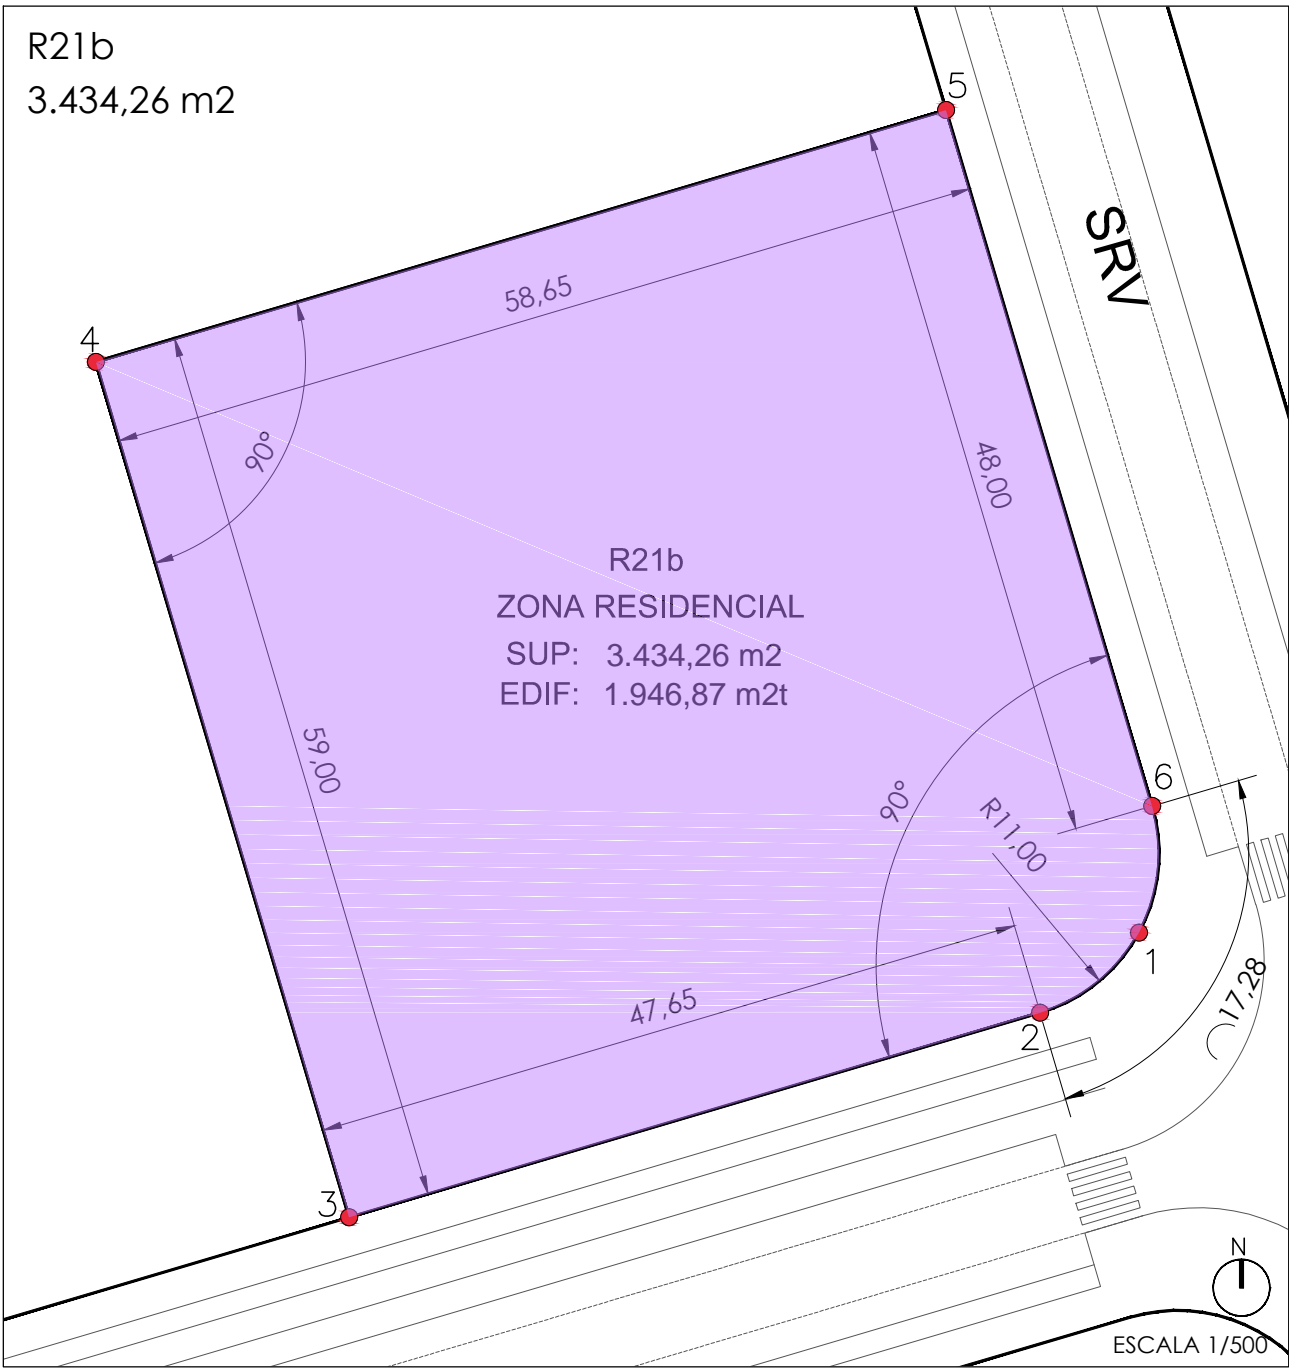 R21b
3.434,26 m2
5
SRV
58,65
4
90°
48,00
R21b
ZONA RESIDENCIAL
SUP: 3.434,26 m2
EDIF: 1.946,87 m2t
59,00
6
90°
R11,00
1
17,28
47,65
2
3
N
ESCALA 1/500